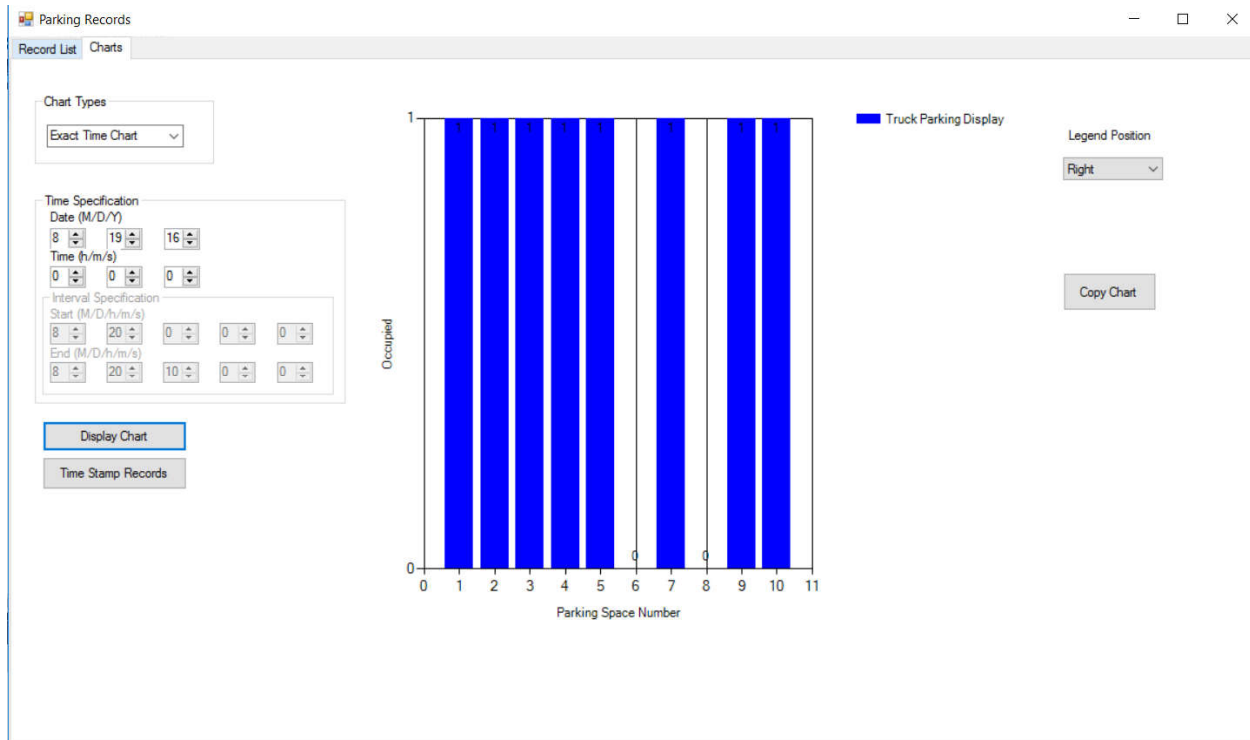 Parking Records
Record List Charts
Chart Types
Exact Time Chart
Time Specification
Date (M/D/Y)
8 19 16
Time (h/m/s)
0 0 0
Interval Specification
Start (M/D/h/m/s)
8 20 0 0 0
End (M/D/h/m/s)
8 20 10 0 0
Display Chart
Time Stamp Records
Occupied
1
1 1 1 1 1 0 1 0 1 1
0
0 1 2 3 4 5 6 7 8 9 10 11
Parking Space Number
Truck Parking Display
Legend Position
Right
Copy Chart